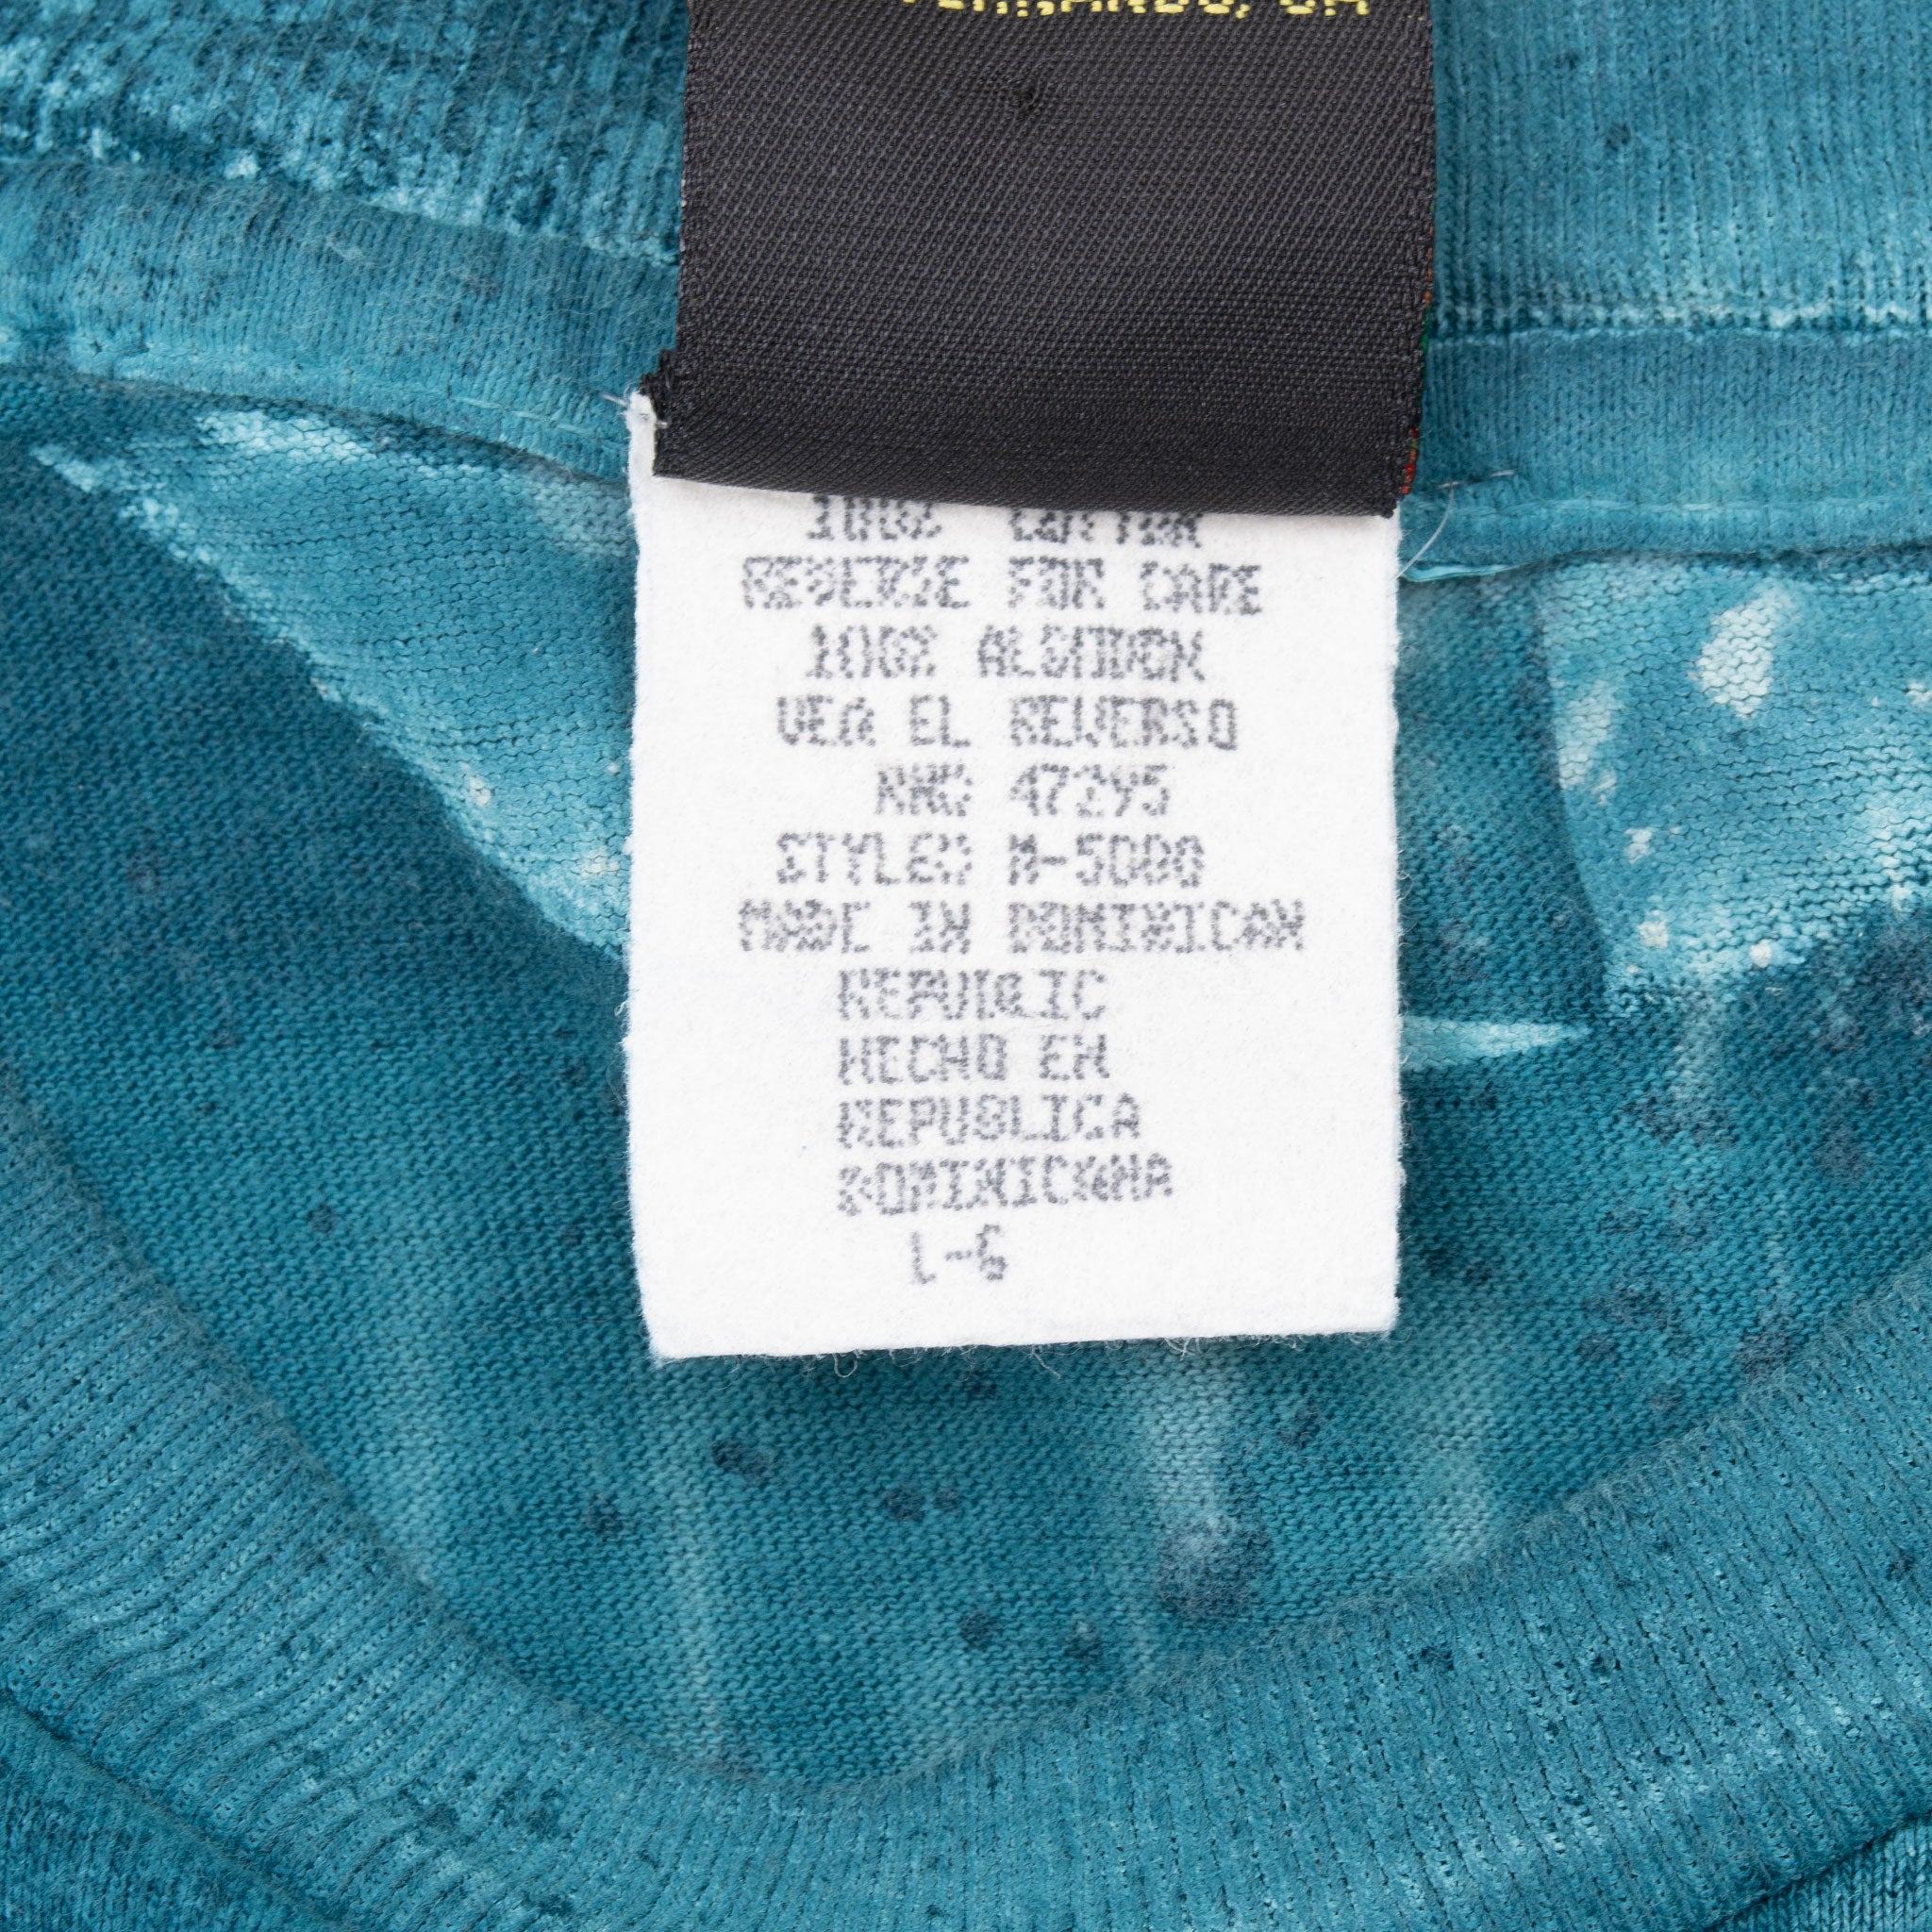 100% COTTON
REVERSE FOR CARE
100% ALGODON
VEA EL REVERSO
RN# 47295
STYLE: M-5000
MADE IN DOMINICAN
REPUBLIC
HECHO EN
REPUBLICA
DOMINICANA
L-G